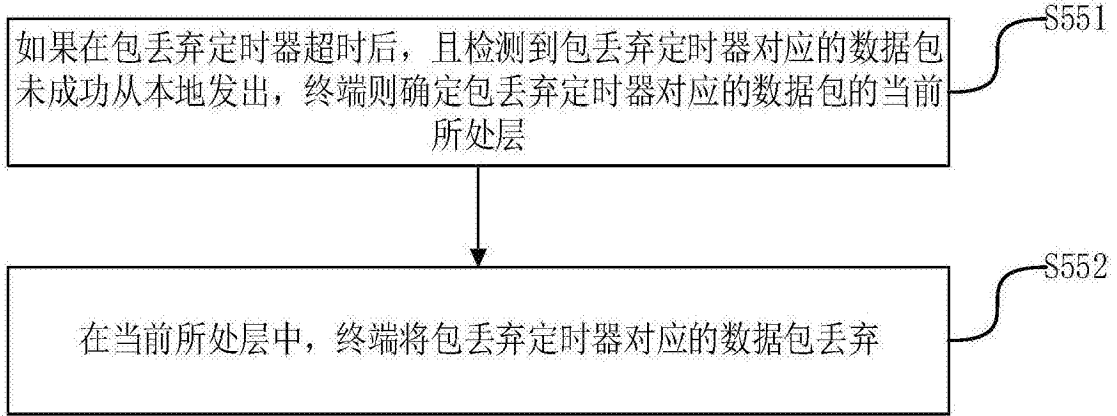 S551
如果在包丢弃定时器超时后，且检测到包丢弃定时器对应的数据包
未成功从本地发出，终端则确定包丢弃定时器对应的数据包的当前
所处层
S552
在当前所处层中，终端将包丢弃定时器对应的数据包丢弃